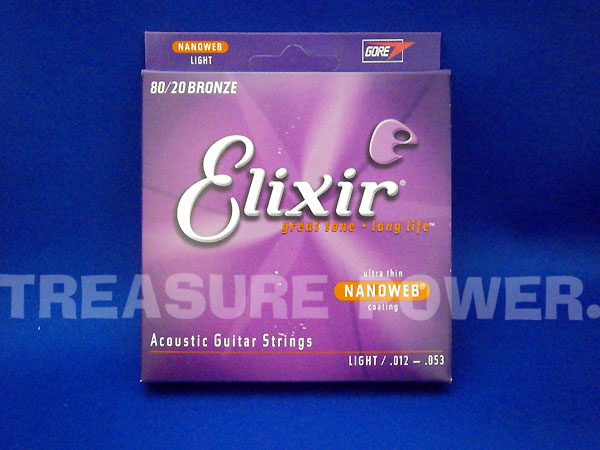 NANOWEB
LIGHT
GORE
80/20 BRONZE
Elixir®
great tone • long life™
ultra thin
NANOWEB®
coating
TREASURE POWER.
Acoustic Guitar Strings
LIGHT / .012 – .053